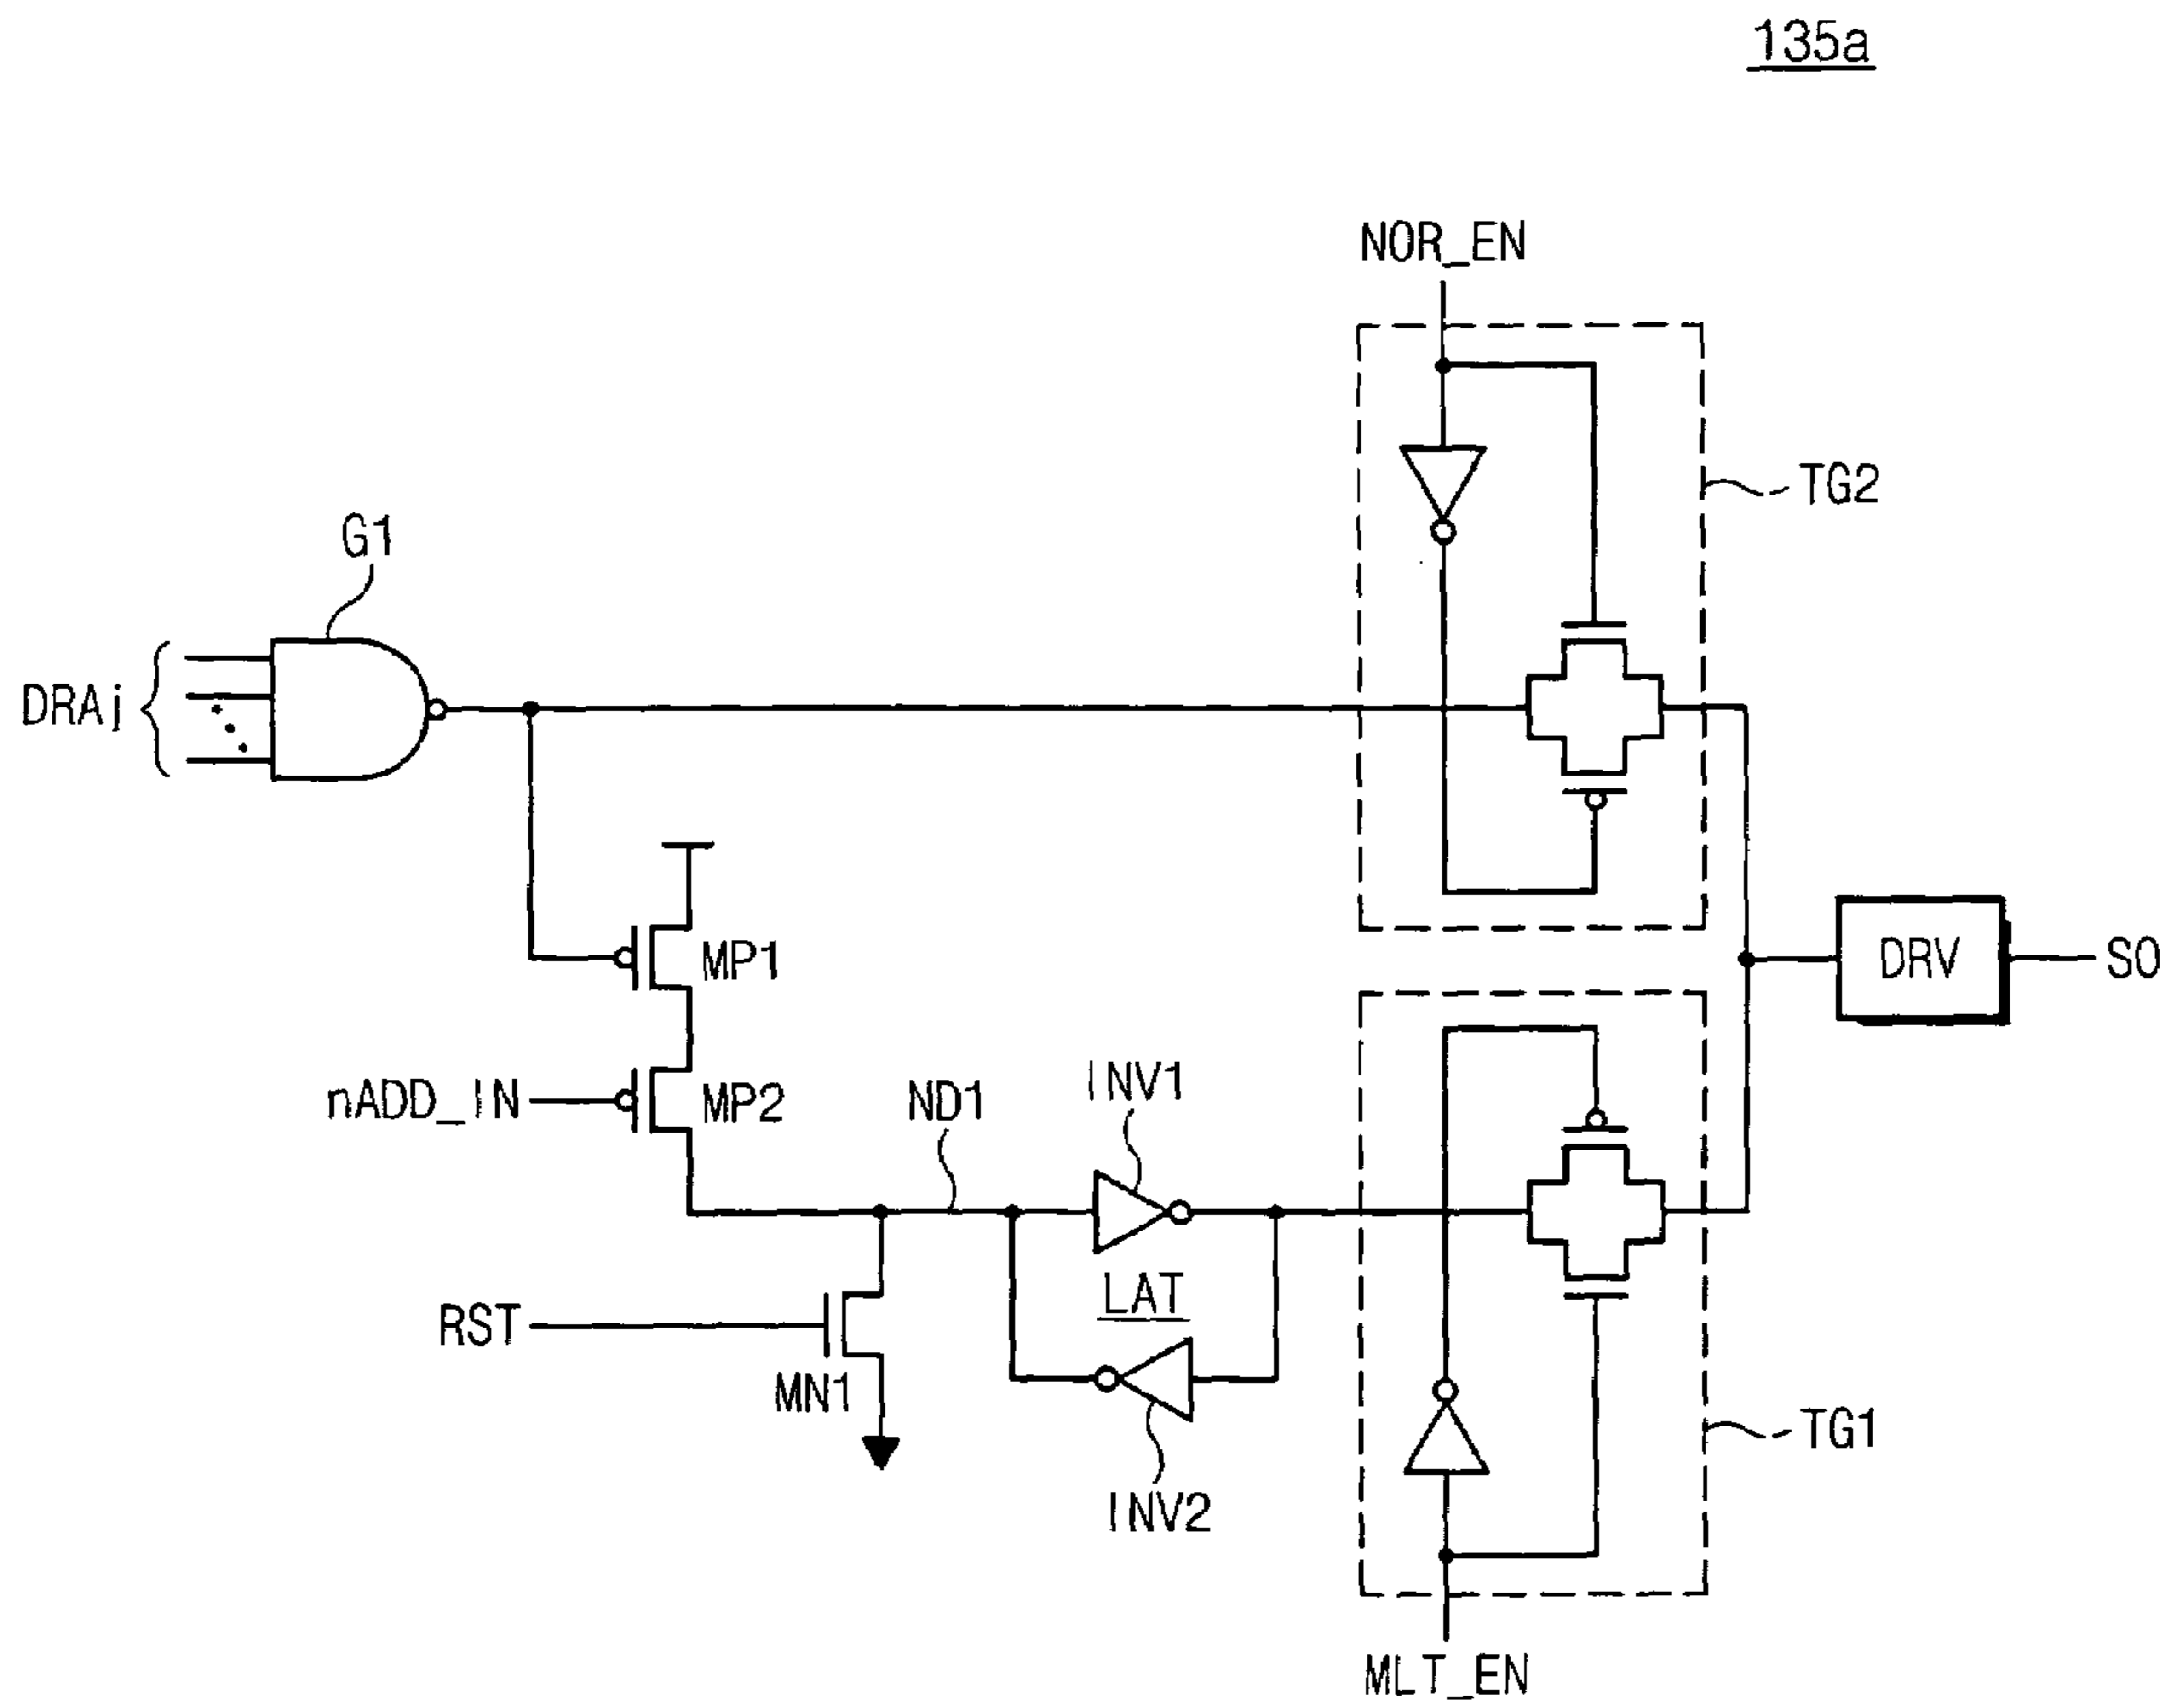 135a
NOR_EN
TG2
G1
DRAj
MP1
DRV
SO
nADD_IN
MP2
ND1
INV1
LAT
RST
MN1
TG1
INV2
MLT_EN